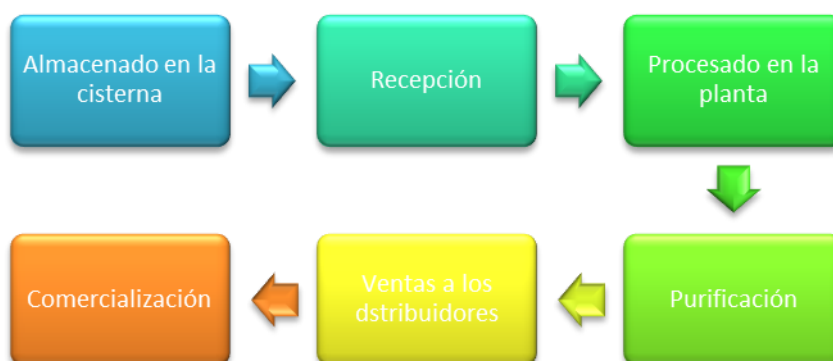 Almacenado en la
cisterna
Recepción
Procesado en la
planta
Purificación
Ventas a los
dstribuidores
Comercialización